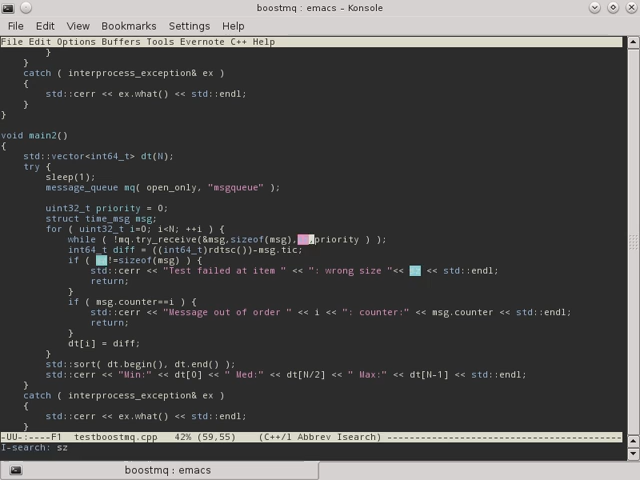 boostmq : emacs – Konsole
File Edit View Bookmarks Settings Help
File Edit Options Buffers Tools Evernote C++ Help
        }
    }
    catch ( interprocess_exception& ex )
    {
        std::cerr << ex.what() << std::endl;
    }
}
void main2()
{
    std::vector<int64_t> dt(N);
    try {
        sleep(1);
        message_queue mq( open_only, "msgqueue" );
        uint32_t priority = 0;
        struct time_msg msg;
        for ( uint32_t i=0; i<N; ++i ) {
            while ( !mq.try_receive(&msg,sizeof(msg),sz,priority ) );
            int64_t diff = ((int64_t)rdtsc())-msg.tic;
            if ( sz!=sizeof(msg) ) {
                std::cerr << "Test failed at item " << ": wrong size "<< sz << std::endl;
                return;
            }
            if ( msg.counter==i ) {
                std::cerr << "Message out of order " << i << ": counter:" << msg.counter << std::endl;
                return;
            }
            dt[i] = diff;
        }
        std::sort( dt.begin(), dt.end() );
        std::cerr << "Min:" << dt[0] << " Med:" << dt[N/2] << " Max:" << dt[N-1] << std::endl;
    }
    catch ( interprocess_exception& ex )
    {
        std::cerr << ex.what() << std::endl;
    }
-UU-:----F1  testboostmq.cpp   42% (59,55)    (C++/l Abbrev Isearch) ------------------------------------------
I-search: sz
boostmq : emacs